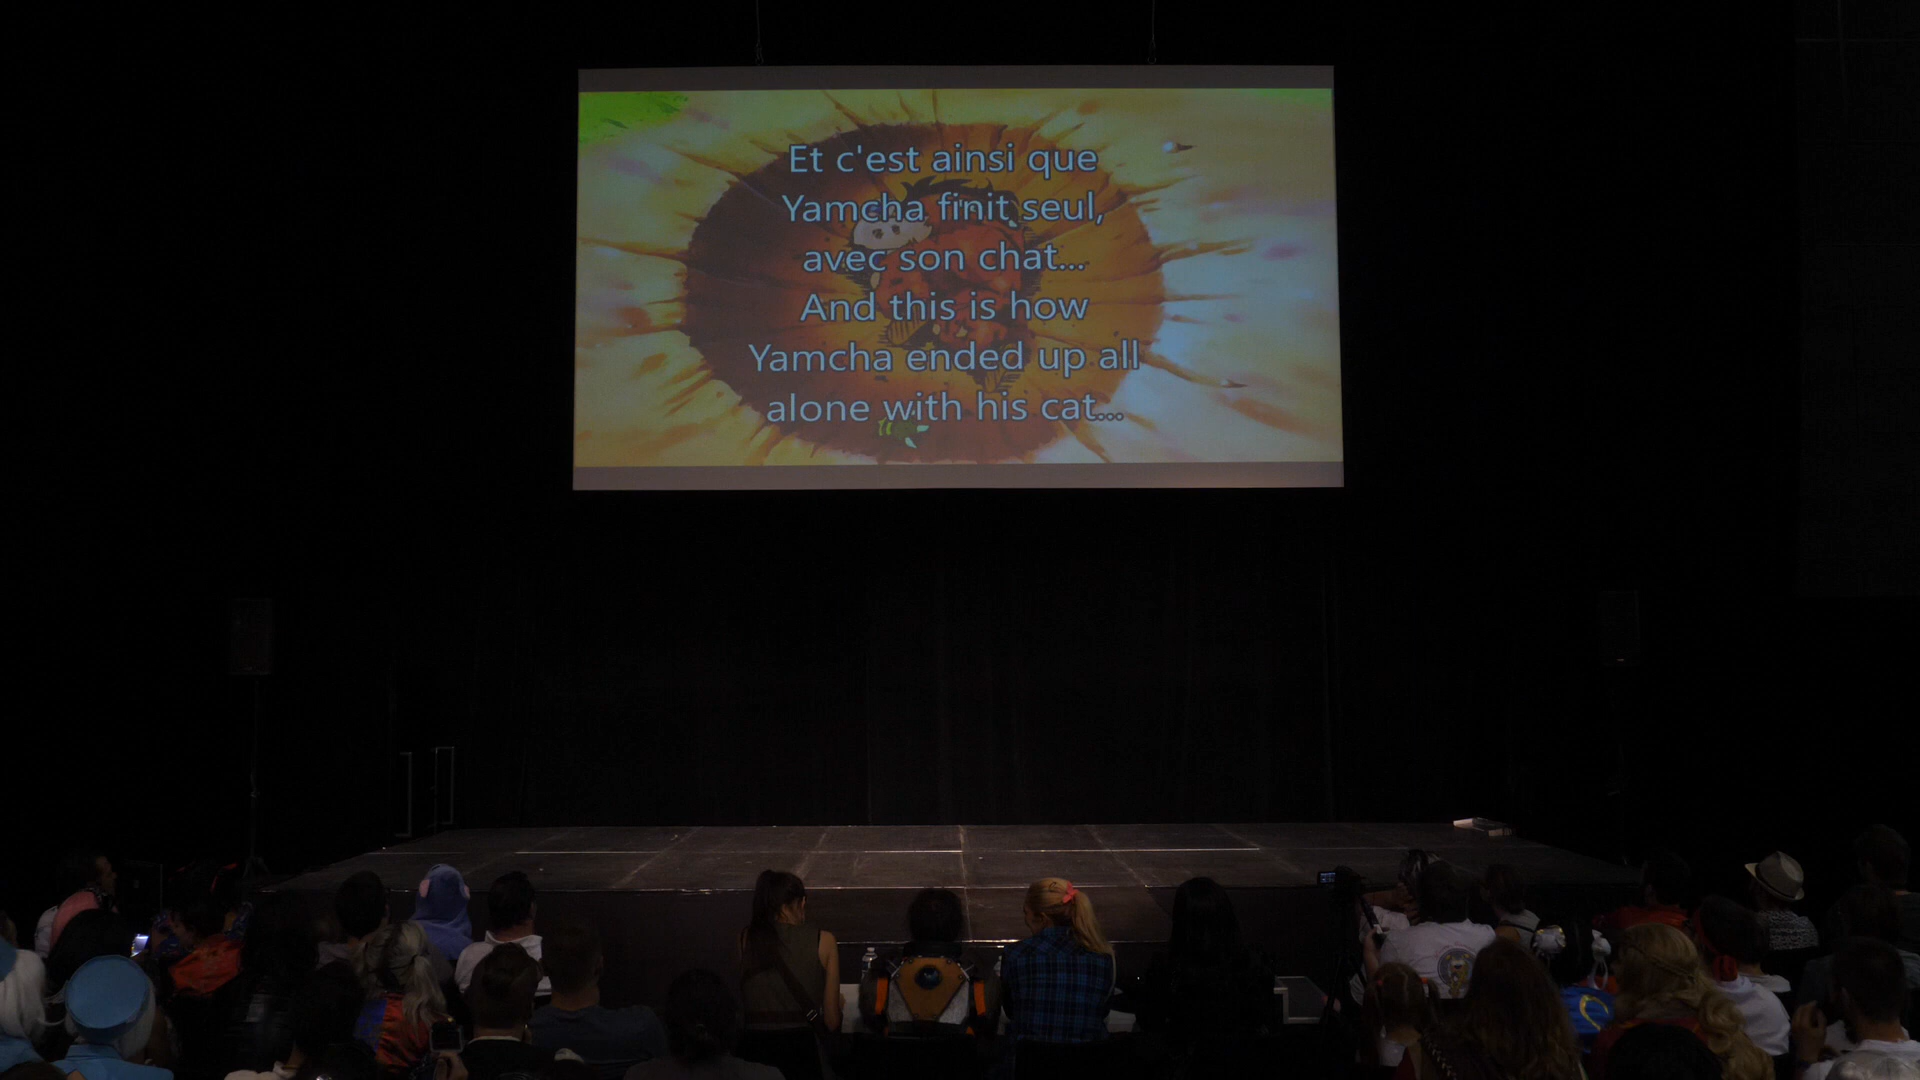 Et c'est ainsi que
Yamcha finit seul,
avec son chat...
And this is how
Yamcha ended up all
alone with his cat...